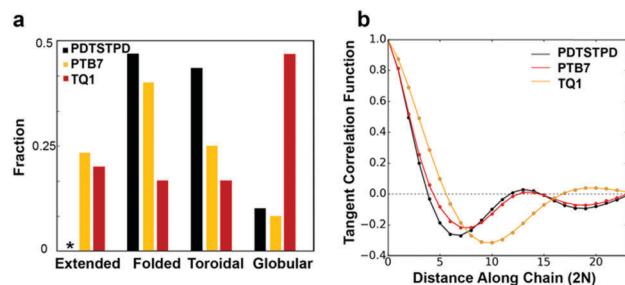 a
0.5
0.25
0
Fraction
PDTSTPD
PTB7
TQ1
*
Extended Folded Toroidal Globular
b
1.0
0.8
0.6
0.4
0.2
0.0
−0.2
−0.4
Tangent Correlation Function
PDTSTPD
PTB7
TQ1
0 5 10 15 20
Distance Along Chain (2N)